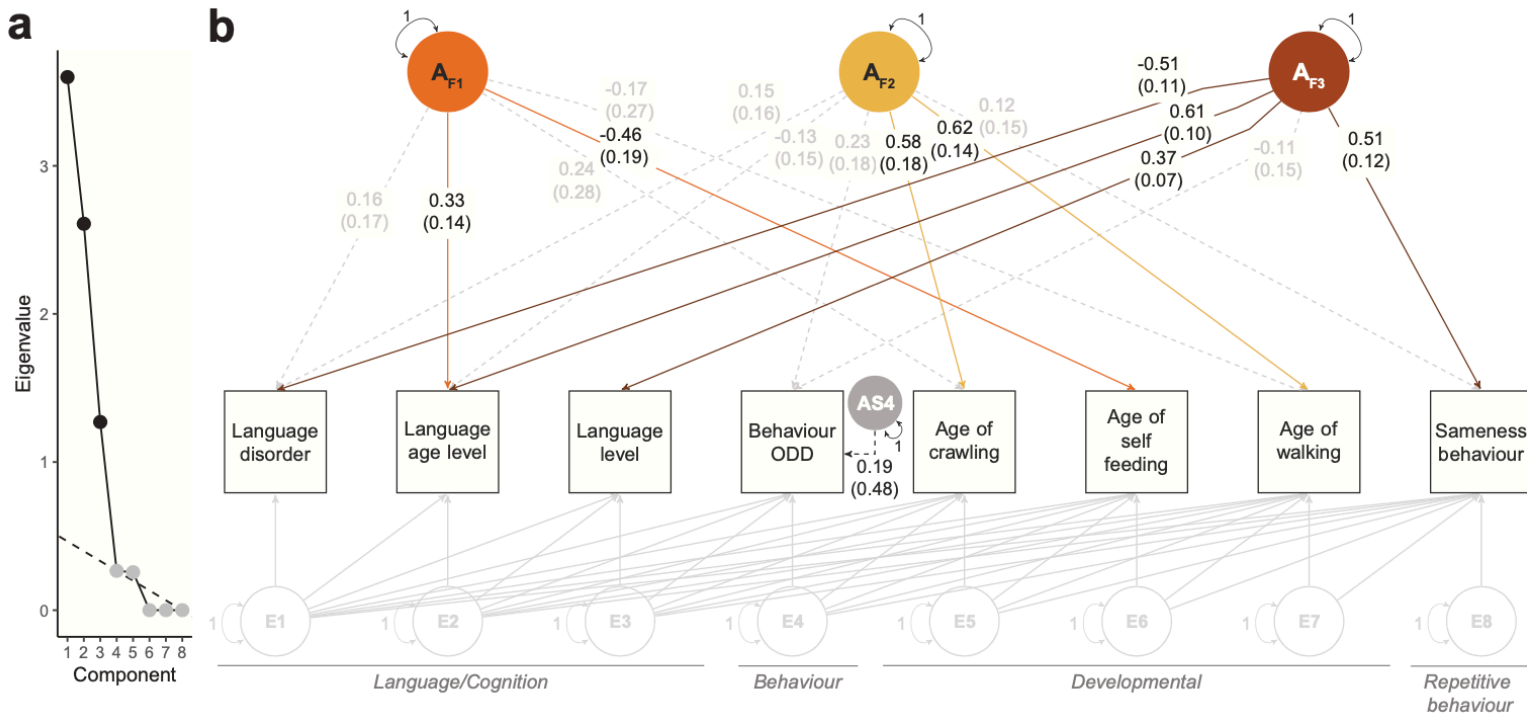 a
Eigenvalue
3
2
1
0
1 2 3 4 5 6 7 8
Component
b
1
1
1
A_F1
A_F2
A_F3
-0.17
(0.27)
-0.46
(0.19)
0.15
(0.16)
-0.13
(0.15)
0.23
(0.18)
0.58
(0.18)
0.62
(0.14)
0.12
(0.15)
-0.51
(0.11)
0.61
(0.10)
0.37
(0.07)
-0.11
(0.15)
0.51
(0.12)
0.16
(0.17)
0.33
(0.14)
0.24
(0.28)
Language
disorder
Language
age level
Language
level
Behaviour
ODD
AS4
1
0.19
(0.48)
Age of
crawling
Age of
self
feeding
Age of
walking
Sameness
behaviour
1 E1
1 E2
1 E3
1 E4
1 E5
1 E6
1 E7
1 E8
Language/Cognition
Behaviour
Developmental
Repetitive
behaviour